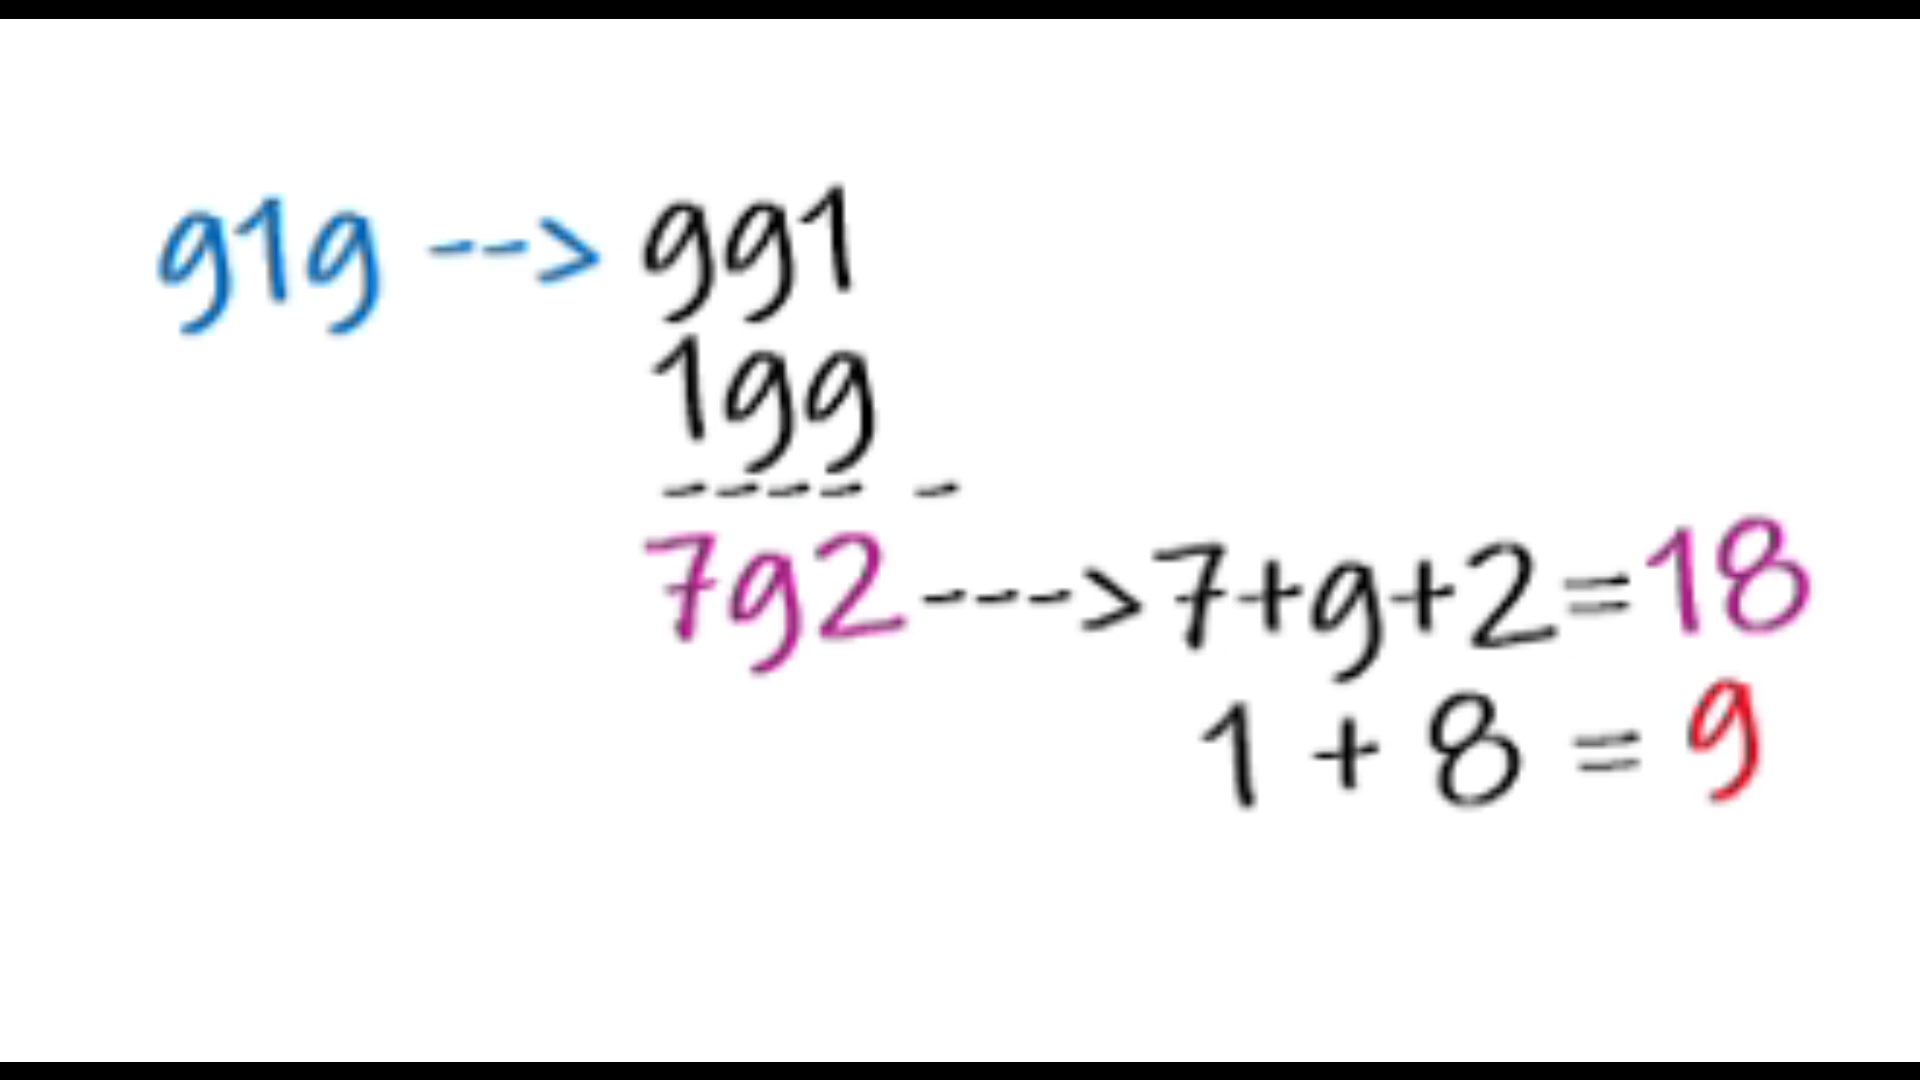 919 --> 991
199
---- -
792--->7+9+2=18
1 + 8 = 9